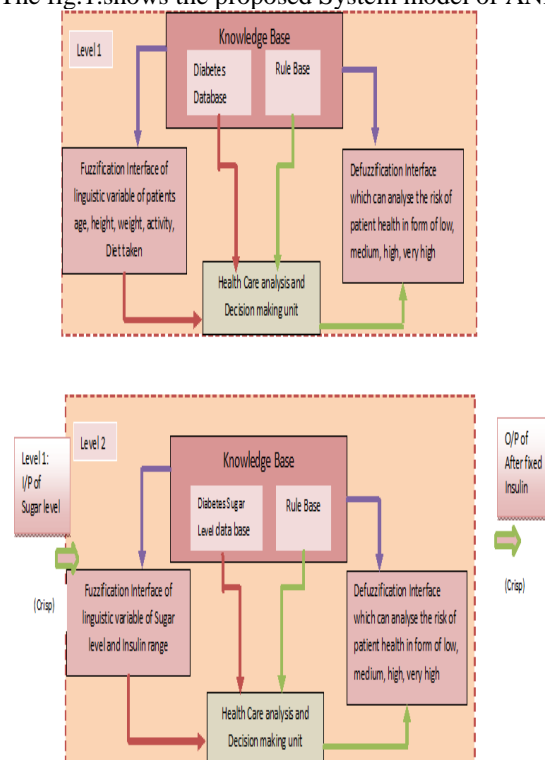 The fig.1.shows the proposed System model of
Level 1
Knowledge Base
Diabetes
Database
Rule Base
Fuzzification Interface of
linguistic variable of patients
age, height, weight, activity,
Diet taken
Defuzzification Interface
which can analyse the risk of
patient health in form of low,
medium, high, very high
Health Care analysis and
Decision making unit
Level 2
Level 1:
I/P of
Sugar level
(Crisp)
Knowledge Base
Diabetes Sugar
Level data base
Rule Base
O/P of
After fixed
Insulin
(Crisp)
Fuzzification Interface of
linguistic variable of Sugar
level and Insulin range
Defuzzification Interface
which can analyse the risk of
patient health in form of low,
medium, high, very high
Health Care analysis and
Decision making unit